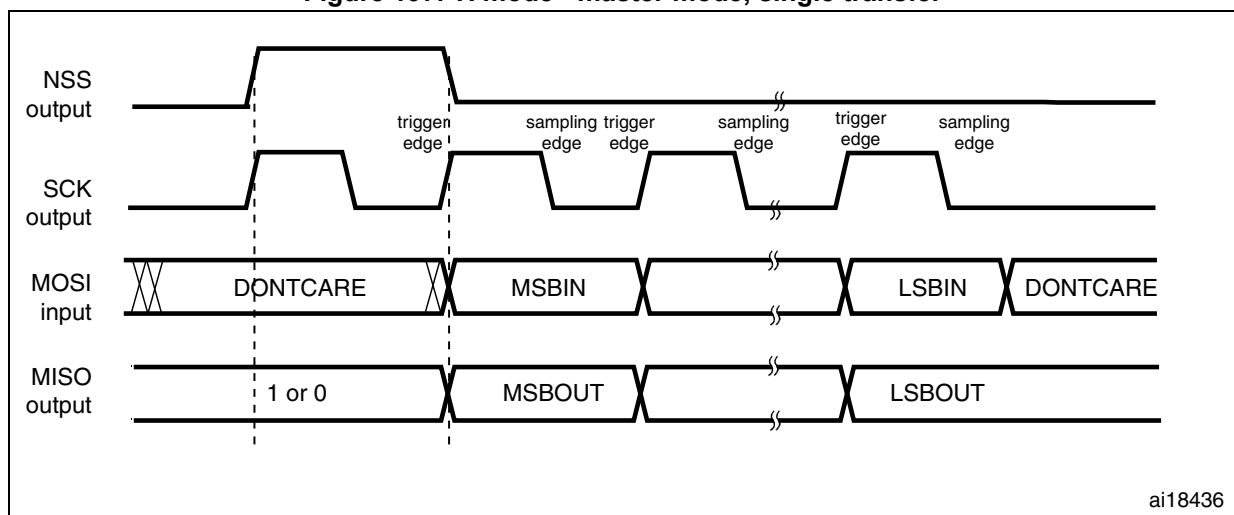 NSS
output
trigger
edge
sampling
edge
trigger
edge
sampling
edge
trigger
edge
sampling
edge
SCK
output
MOSI
input
DONTCARE
MSBIN
LSBIN
DONTCARE
MISO
output
1 or 0
MSBOUT
LSBOUT
ai18436